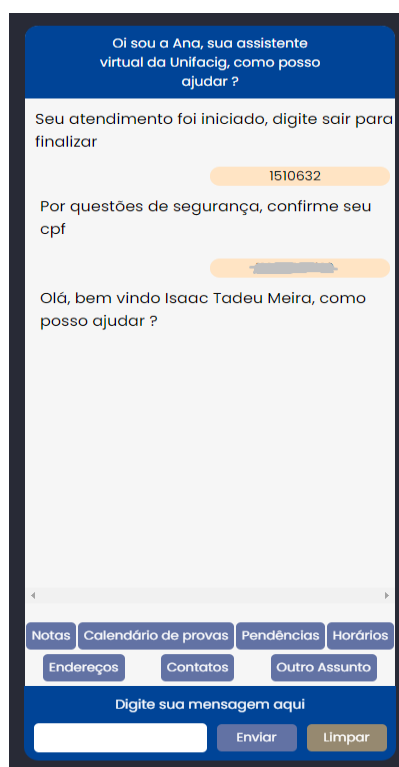 Oi sou a Ana, sua assistente
virtual da Unifacig, como posso
ajudar ?
Seu atendimento foi iniciado, digite sair para
finalizar
1510632
Por questões de segurança, confirme seu
cpf
Olá, bem vindo Isaac Tadeu Meira, como
posso ajudar ?
Notas Calendário de provas Pendências Horários
Endereços Contatos Outro Assunto
Digite sua mensagem aqui
Enviar Limpar